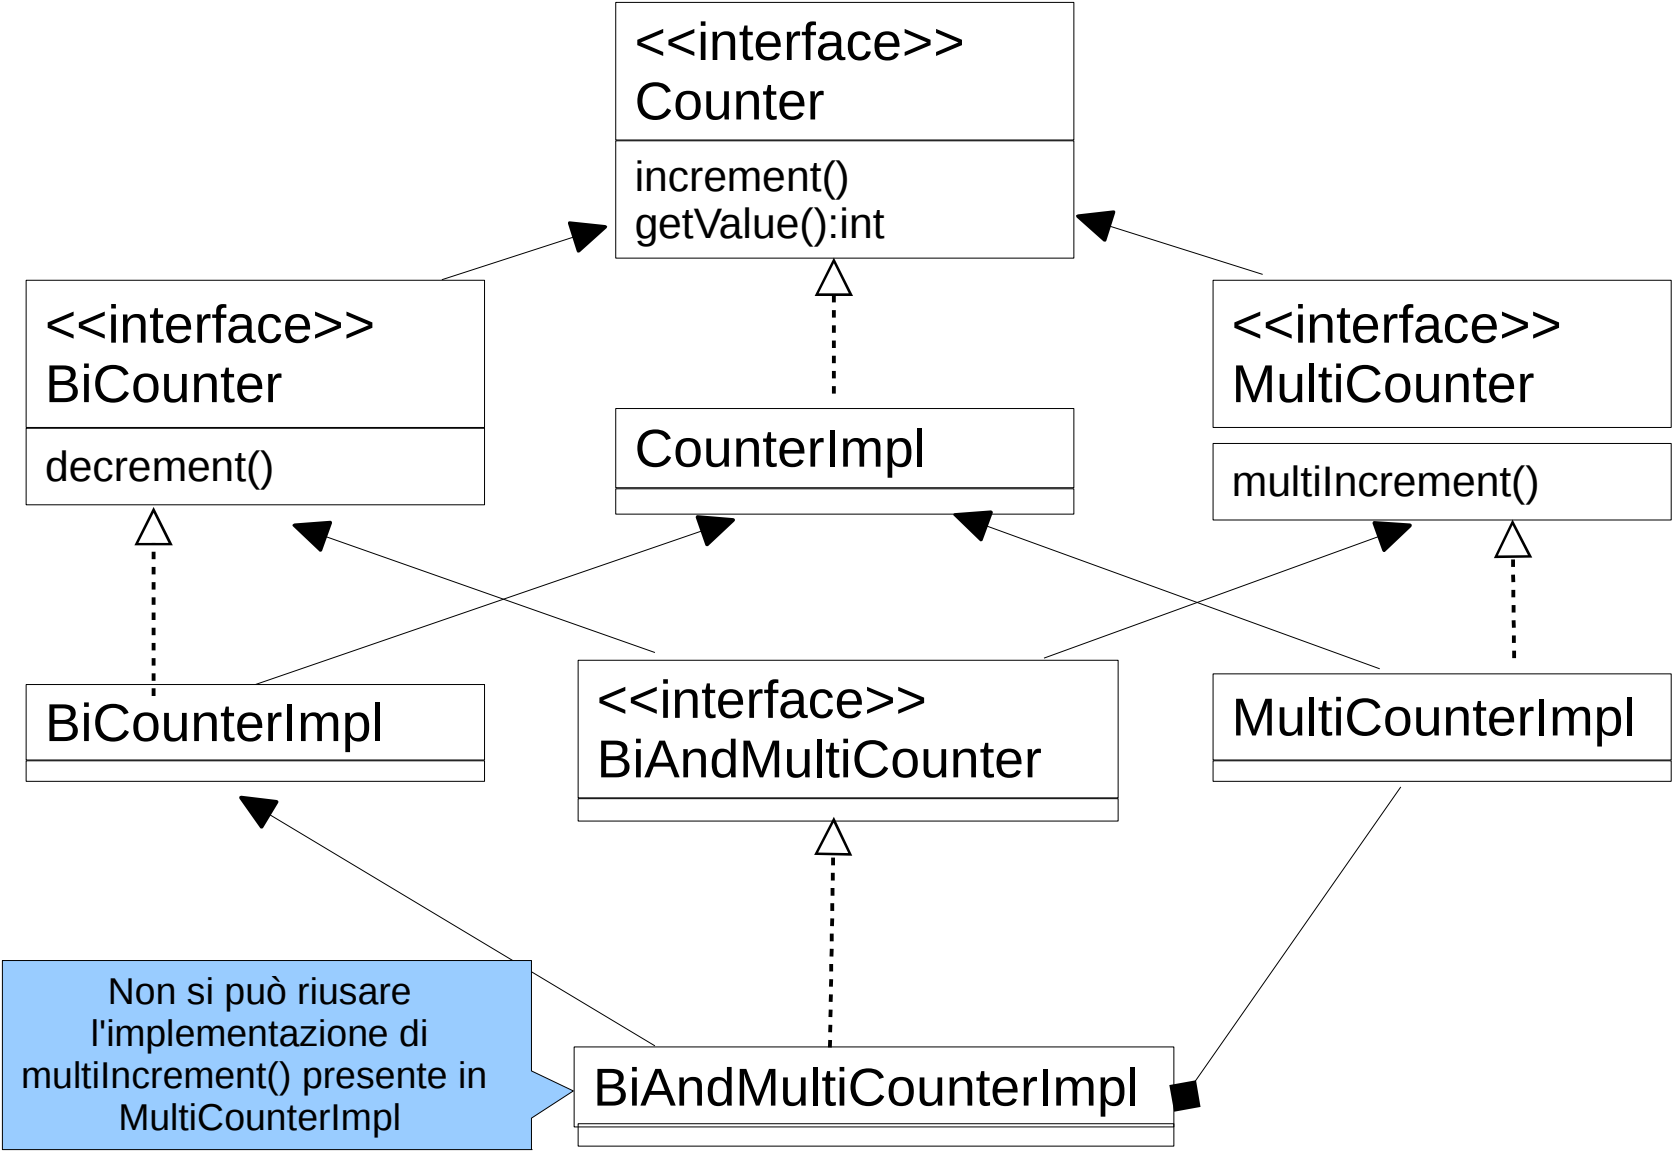 <<interface>>
Counter
increment()
getValue():int
<<interface>>
BiCounter
decrement()
CounterImpl
<<interface>>
MultiCounter
multiIncrement()
BiCounterImpl
<<interface>>
BiAndMultiCounter
MultiCounterImpl
Non si può riusare
l'implementazione di
multiIncrement() presente in
MultiCounterImpl
BiAndMultiCounterImpl